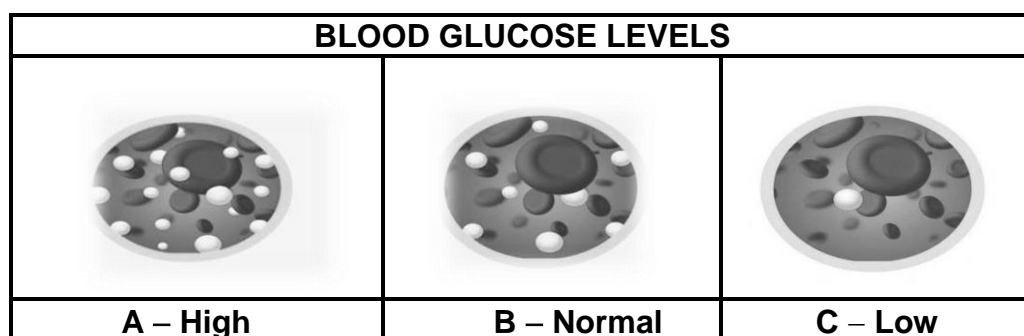 BLOOD GLUCOSE LEVELS
A – High
B – Normal
C – Low